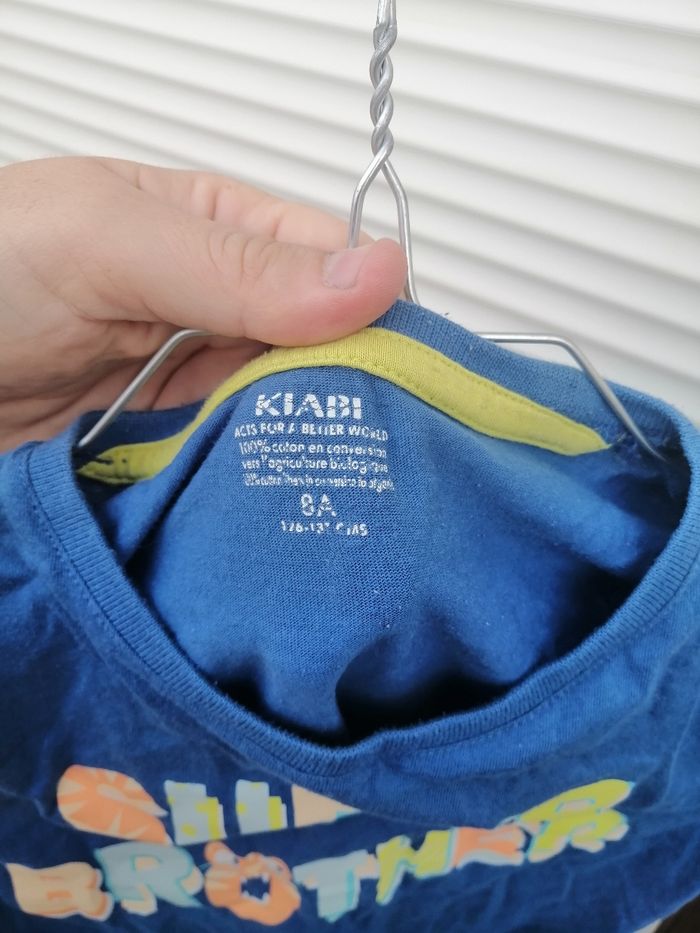 KIABI
ACTS FOR A BETTER WORLD
100% coton en conversion
vers l'agriculture biologique
8A
BROTHER